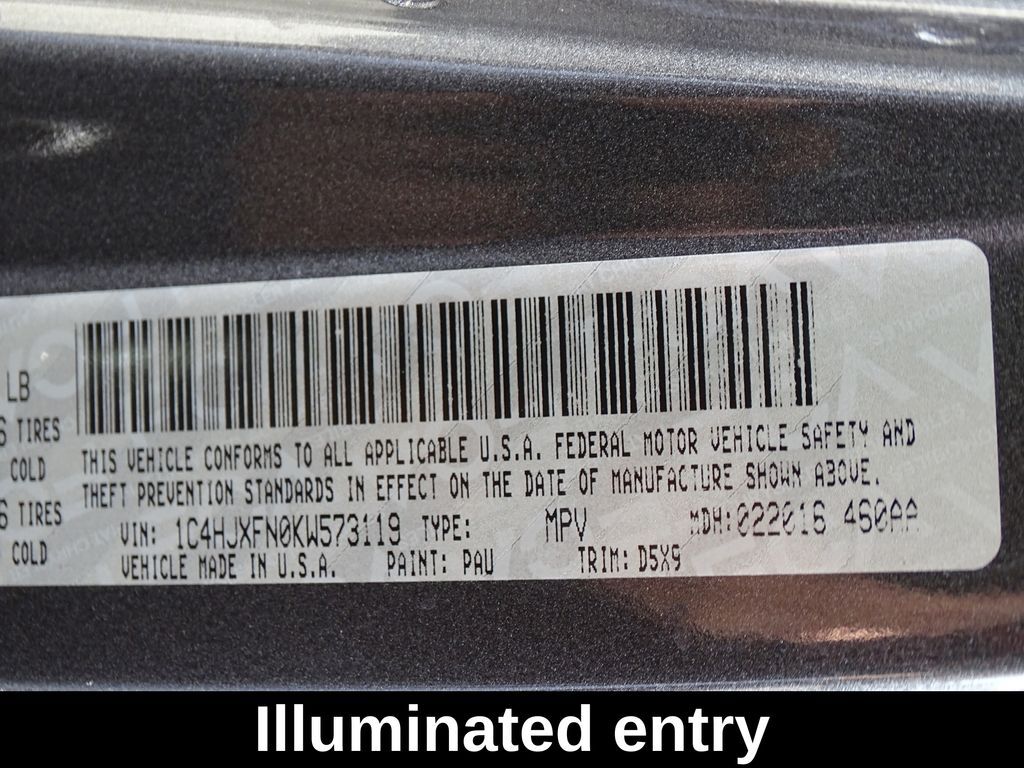 LB
TIRES
COLD
TIRES
COLD
THIS VEHICLE CONFORMS TO ALL APPLICABLE U.S.A. FEDERAL MOTOR VEHICLE SAFETY AND
THEFT PREVENTION STANDARDS IN EFFECT ON THE DATE OF MANUFACTURE SHOWN ABOVE.
VIN: 1C4HJXFN0KW573119 TYPE: MPV MDH: 022016 460AA
VEHICLE MADE IN U.S.A. PAINT: PAU TRIM: D5X9
Illuminated entry